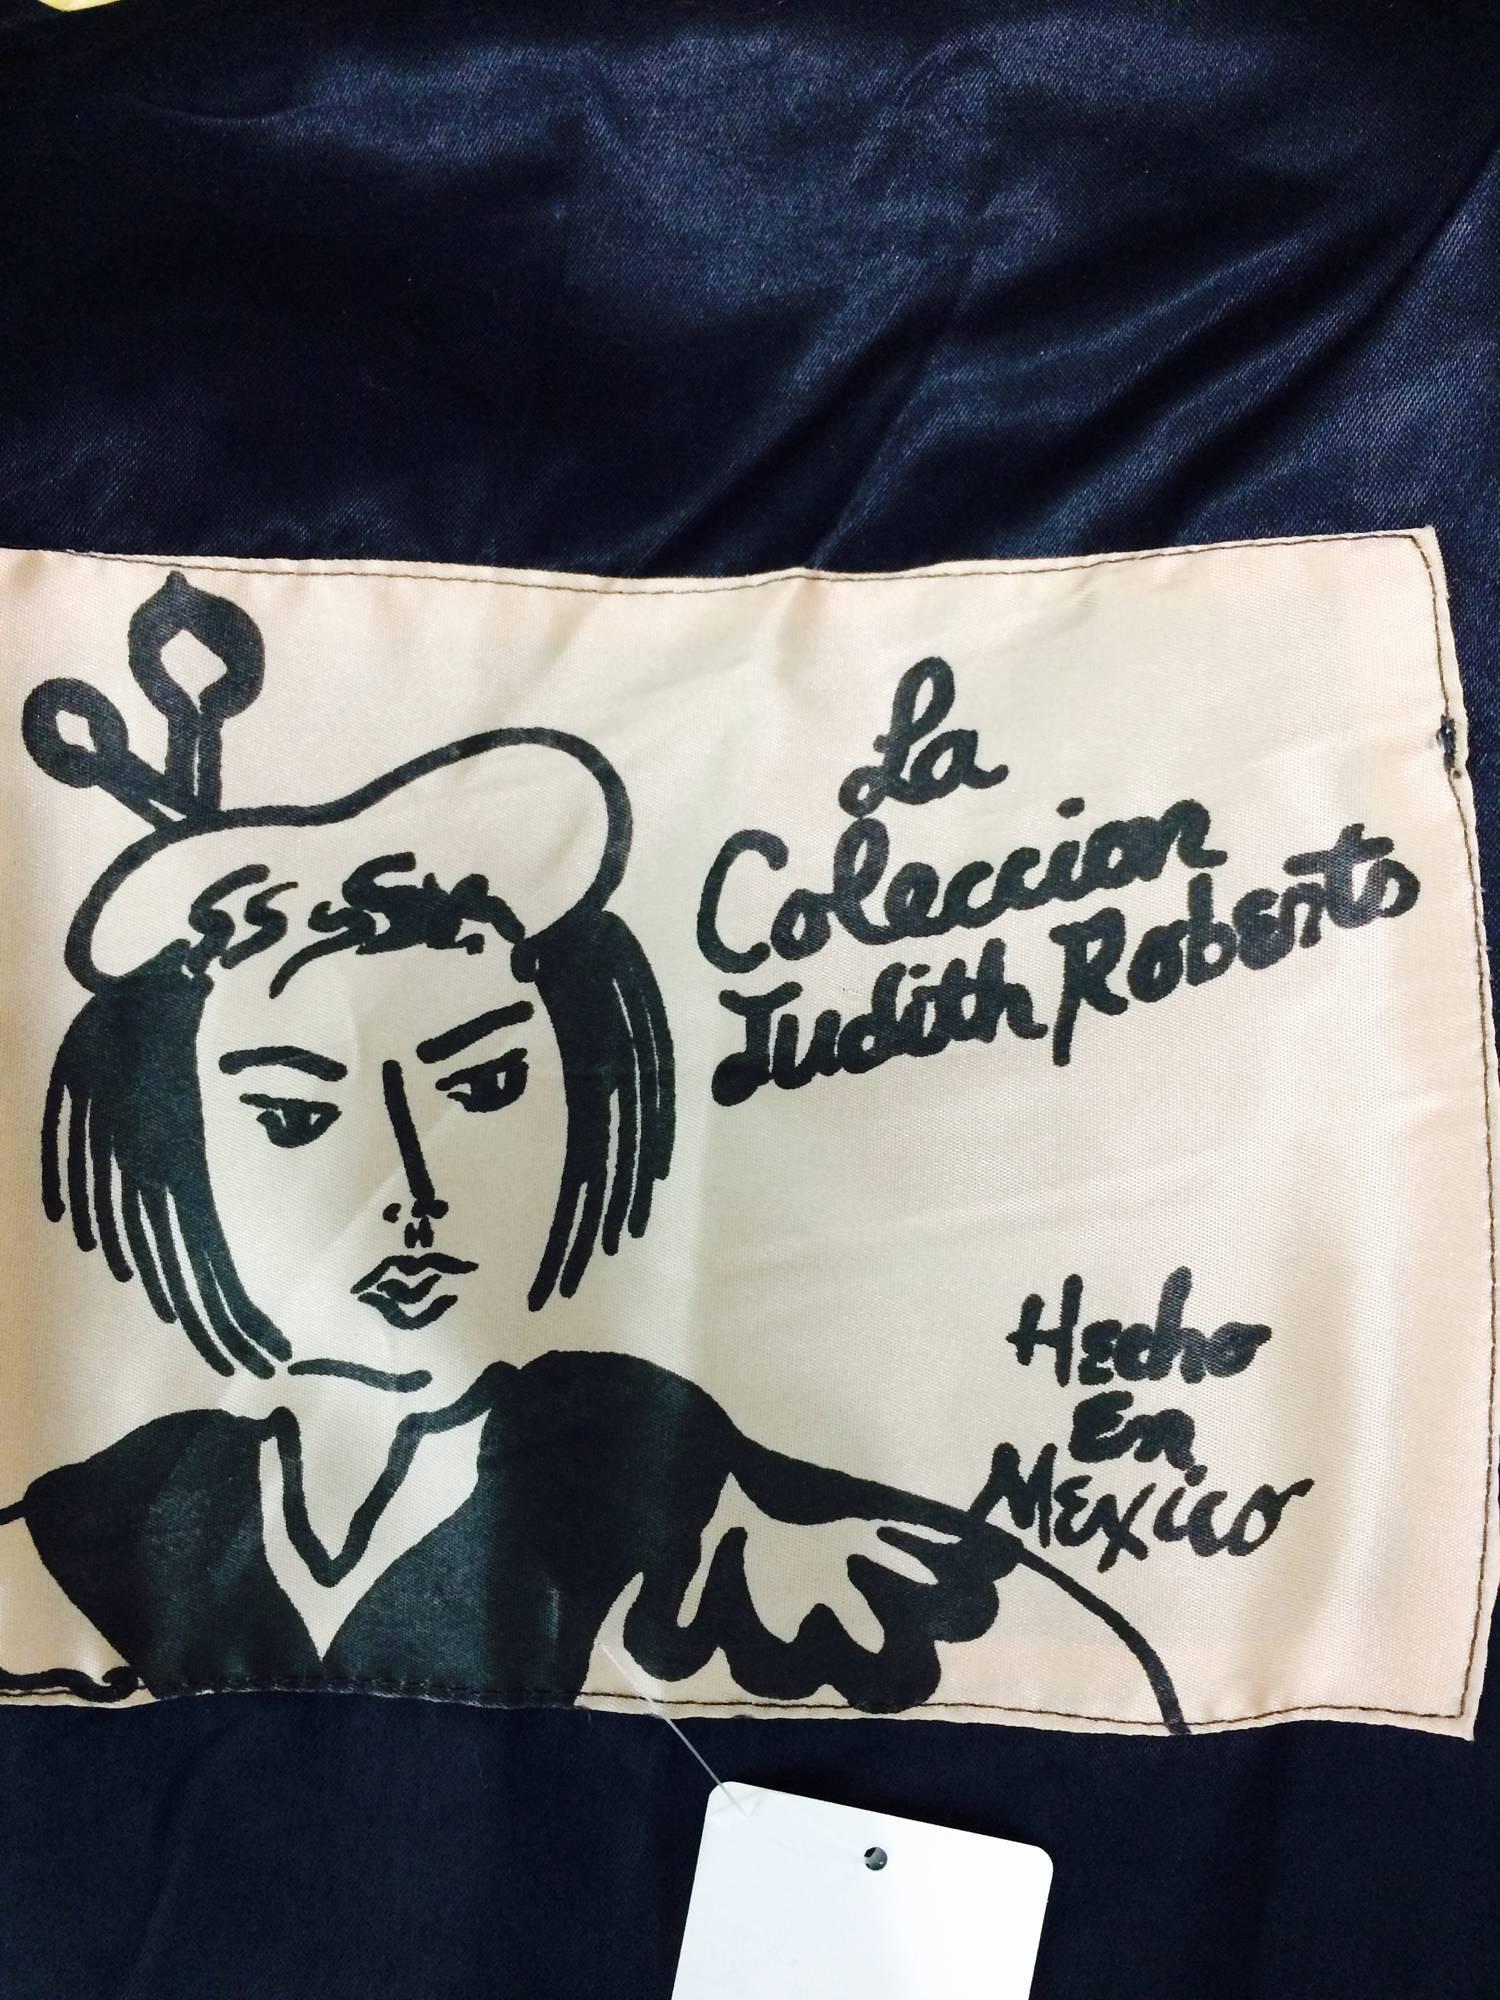 La
Coleccion
Judith Roberts
Hecho
En
Mexico